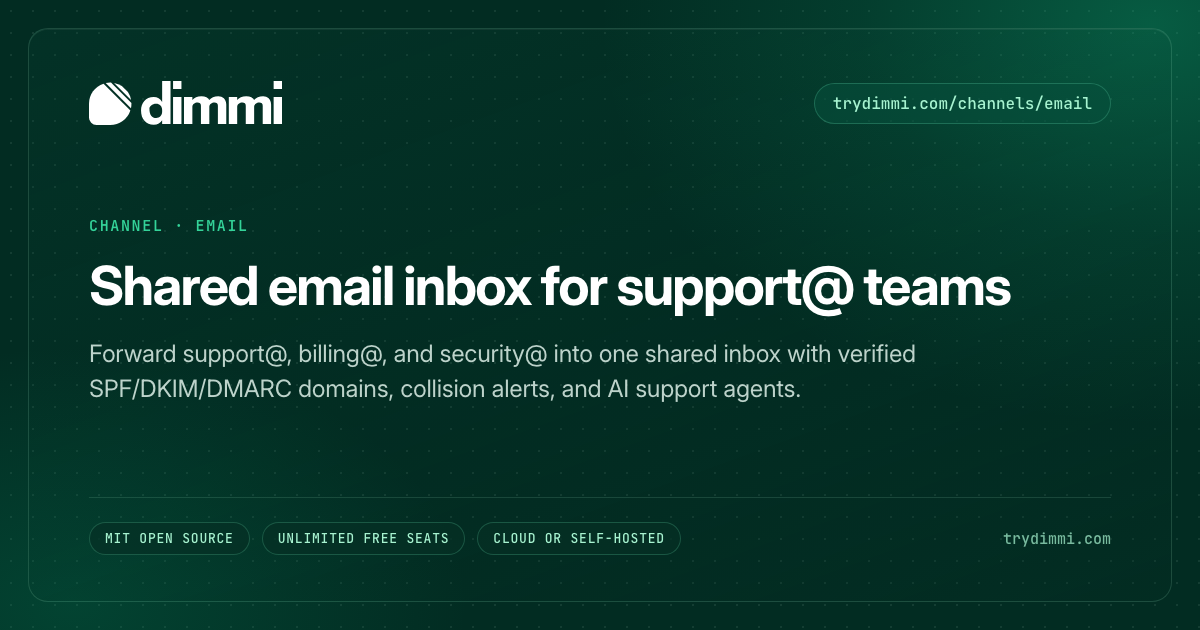 dimmi
trydimmi.com/channels/email
CHANNEL · EMAIL
Shared email inbox for support@ teams
Forward support@, billing@, and security@ into one shared inbox with verified
SPF/DKIM/DMARC domains, collision alerts, and AI support agents.
MIT OPEN SOURCE
UNLIMITED FREE SEATS
CLOUD OR SELF-HOSTED
trydimmi.com